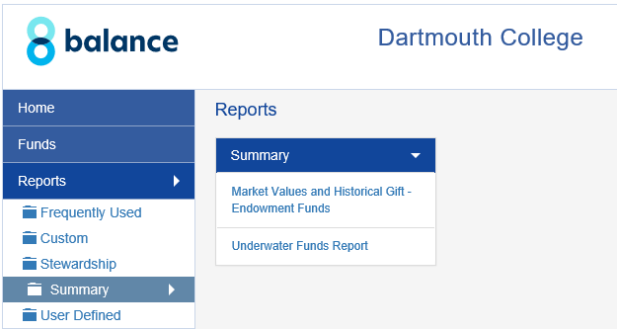 balance
Dartmouth College
Home
Funds
Reports
Frequently Used
Custom
Stewardship
Summary
User Defined
Reports
Summary
Market Values and Historical Gift -
Endowment Funds
Underwater Funds Report